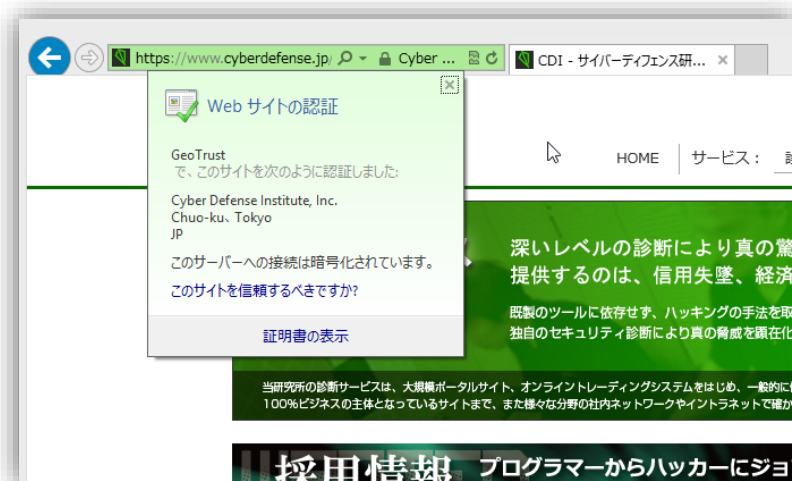 https://www.cyberdefense.jp/
Cyber ...
CDI - サイバーディフェンス研...
Web サイトの認証
GeoTrust
で、このサイトを次のように認証しました:
Cyber Defense Institute, Inc.
Chuo-ku、Tokyo
JP
このサーバーへの接続は暗号化されています。
このサイトを信頼するべきですか?
証明書の表示
HOME
サービス：
深いレベルの診断により真の
提供するのは、信用失墜、経済
既製のツールに依存せず、ハッキングの手法を
独自のセキュリティ診断により真の脅威を顕在化
当研究所の診断サービスは、大規模ポータルサイト、オンライントレーディングシステムをはじめ、一般的に
100%ビジネスの主体となっているサイトまで、また様々な分野の社内ネットワークやイントラネットで確か
採用情報
プログラマーからハッカーにジョ